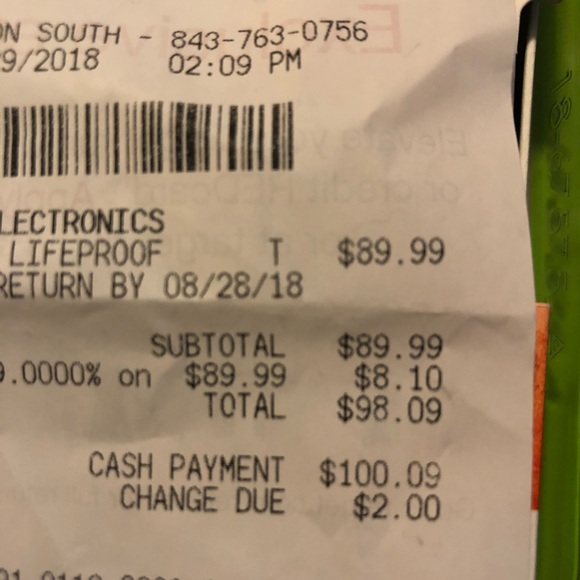 ON SOUTH - 843-763-0756
9/2018 02:09 PM
LECTRONICS
LIFEPROOF T $89.99
RETURN BY 08/28/18
SUBTOTAL $89.99
9.0000% on $89.99 $8.10
TOTAL $98.09
CASH PAYMENT $100.09
CHANGE DUE $2.00